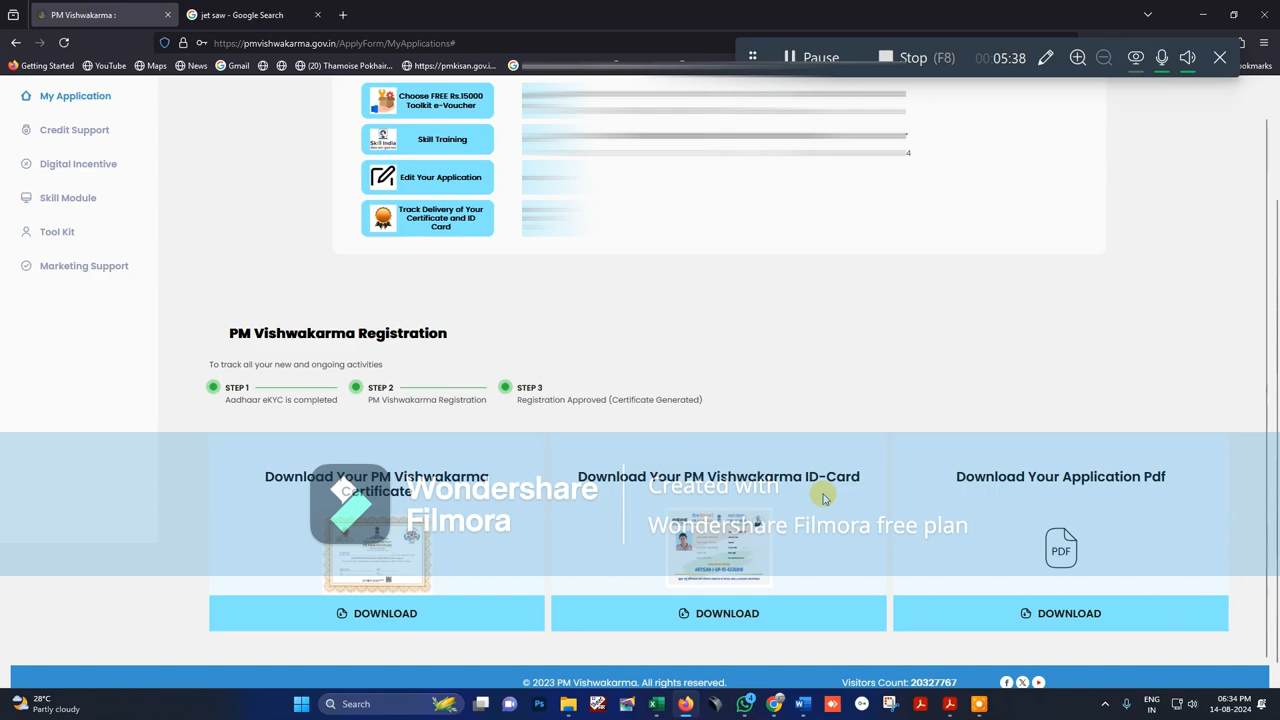 PM Vishwakarma :
jet saw - Google Search
https://pmvishwakarma.gov.in/ApplyForm/MyApplications#
Pause
Stop (F8)
00:05:38
Getting Started
YouTube
Maps
News
Gmail
(20) Thamoise Pokhair...
https://pmkisan.gov.i...
okmarks
My Application
Credit Support
Digital Incentive
Skill Module
Tool Kit
Marketing Support
Choose FREE Rs.15000
Toolkit e-Voucher
Skill India
Skill Training
Edit Your Application
Track Delivery of Your
Certificate and ID
Card
PM Vishwakarma Registration
To track all your new and ongoing activities
STEP 1
Aadhaar eKYC is completed
STEP 2
PM Vishwakarma Registration
STEP 3
Registration Approved (Certificate Generated)
Download Your PM Vishwakarma
Certificate
Download Your PM Vishwakarma ID-Card
Download Your Application Pdf
Wondershare
Filmora
Created with
Wondershare Filmora free plan
PDF
DOWNLOAD
DOWNLOAD
DOWNLOAD
© 2023 PM Vishwakarma. All rights reserved.
Visitors Count: 20327767
28°C
Partly cloudy
Search
ENG
IN
06:34 PM
14-08-2024